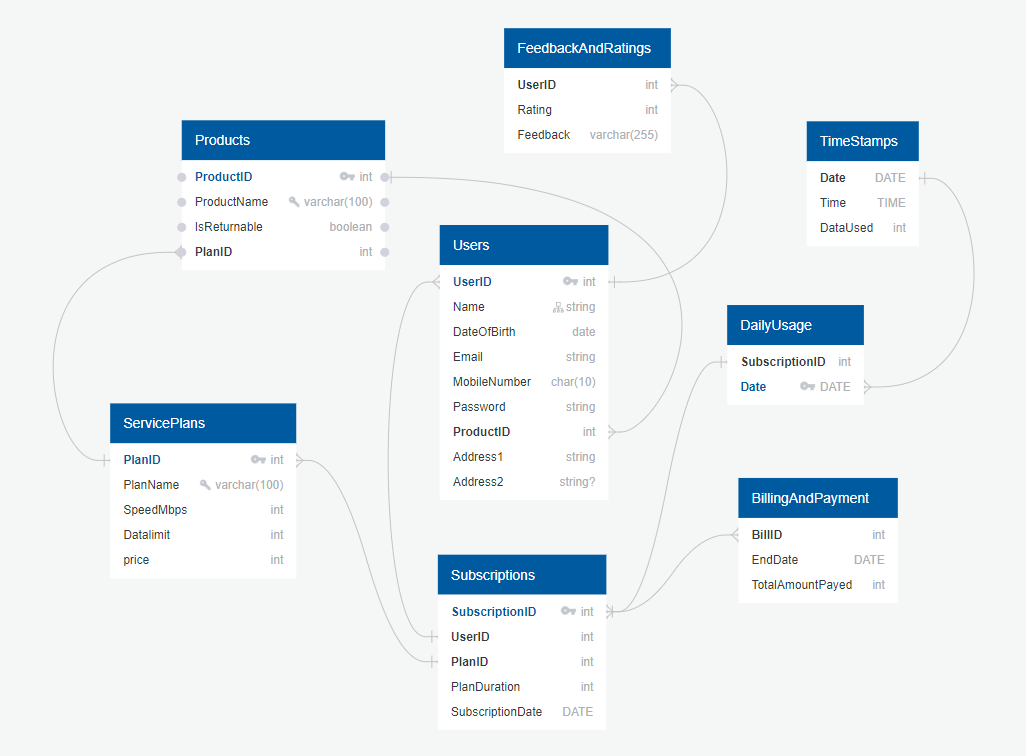 FeedbackAndRatings
UserID int
Rating int
Feedback varchar(255)
Products
ProductID int
ProductName varchar(100)
IsReturnable boolean
PlanID int
TimeStamps
Date DATE
Time TIME
DataUsed int
Users
UserID int
Name string
DateOfBirth date
Email string
MobileNumber char(10)
Password string
ProductID int
Address1 string
Address2 string?
DailyUsage
SubscriptionID int
Date DATE
ServicePlans
PlanID int
PlanName varchar(100)
SpeedMbps int
Datalimit int
price int
BillingAndPayment
BillID int
EndDate DATE
TotalAmountPayed int
Subscriptions
SubscriptionID int
UserID int
PlanID int
PlanDuration int
SubscriptionDate DATE